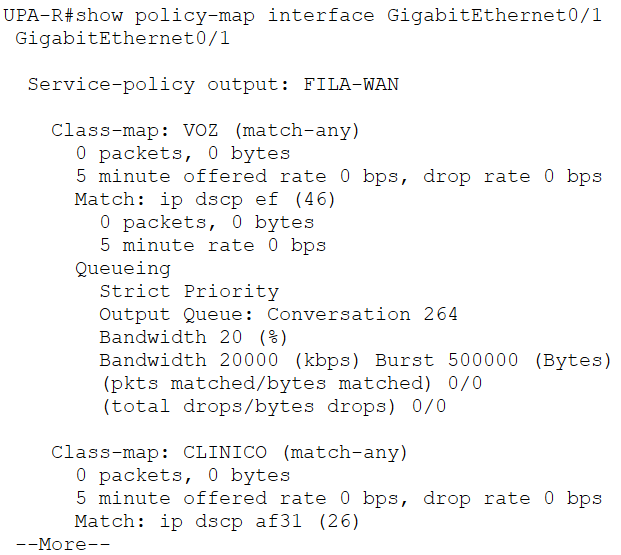 UPA-R#show policy-map interface GigabitEthernet0/1
GigabitEthernet0/1
Service-policy output: FILA-WAN
Class-map: VOZ (match-any)
0 packets, 0 bytes
5 minute offered rate 0 bps, drop rate 0 bps
Match: ip dscp ef (46)
0 packets, 0 bytes
5 minute rate 0 bps
Queueing
Strict Priority
Output Queue: Conversation 264
Bandwidth 20 (%)
Bandwidth 20000 (kbps) Burst 500000 (Bytes)
(pkts matched/bytes matched) 0/0
(total drops/bytes drops) 0/0
Class-map: CLINICO (match-any)
0 packets, 0 bytes
5 minute offered rate 0 bps, drop rate 0 bps
Match: ip dscp af31 (26)
--More--